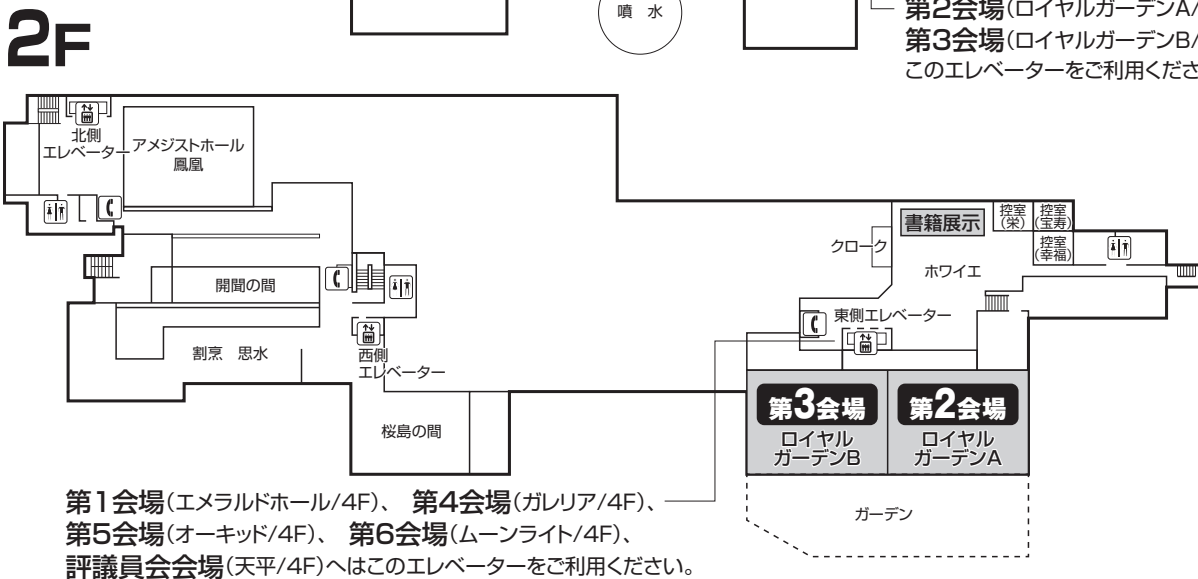 2F
噴 水
第2会場(ロイヤルガーデンA/
第3会場(ロイヤルガーデンB/
このエレベーターをご利用くださ
北側
エレベーター
アメジストホール
鳳凰
開聞の間
割烹 思水
西側
エレベーター
桜島の間
クローク
書籍展示
控室
(栄)
控室
(宝寿)
控室
(幸福)
ホワイエ
東側エレベーター
第3会場
ロイヤル
ガーデンB
第2会場
ロイヤル
ガーデンA
ガーデン
第1会場(エメラルドホール/4F)、 第4会場(ガレリア/4F)、
第5会場(オーキッド/4F)、 第6会場(ムーンライト/4F)、
評議員会会場(天平/4F)へはこのエレベーターをご利用ください。